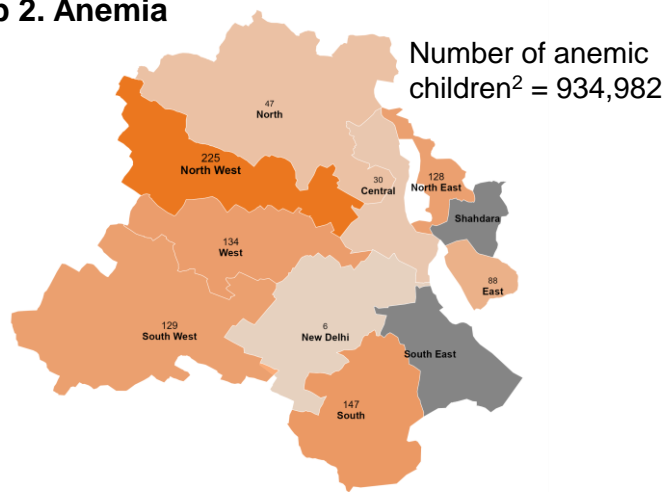 p 2. Anemia
Number of anemic
children² = 934,982
47
North
225
North West
30
Central
128
North East
Shahdara
134
West
88
East
129
South West
6
New Delhi
South East
147
South